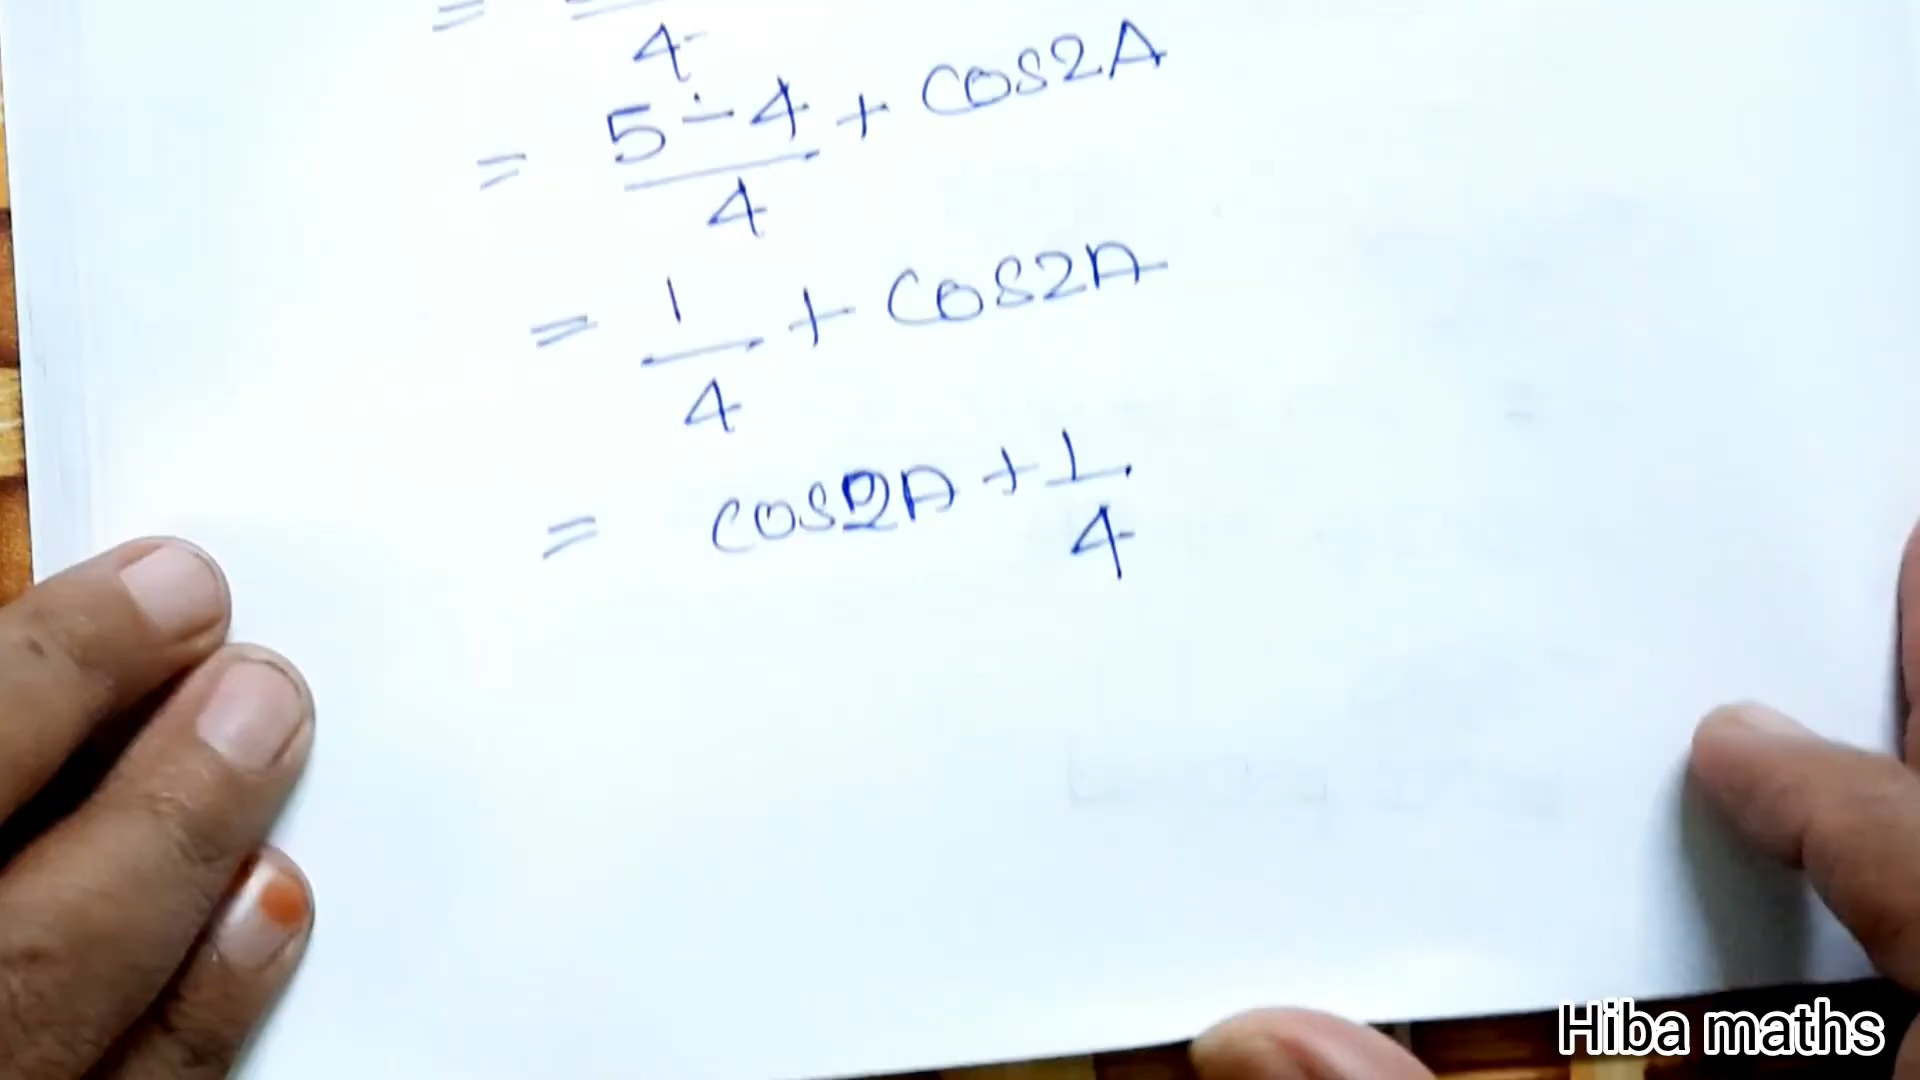 =
4
= 5-4/4 + cos2A
= 1/4 + cos2A
= cos2A + 1/4
Hiba maths